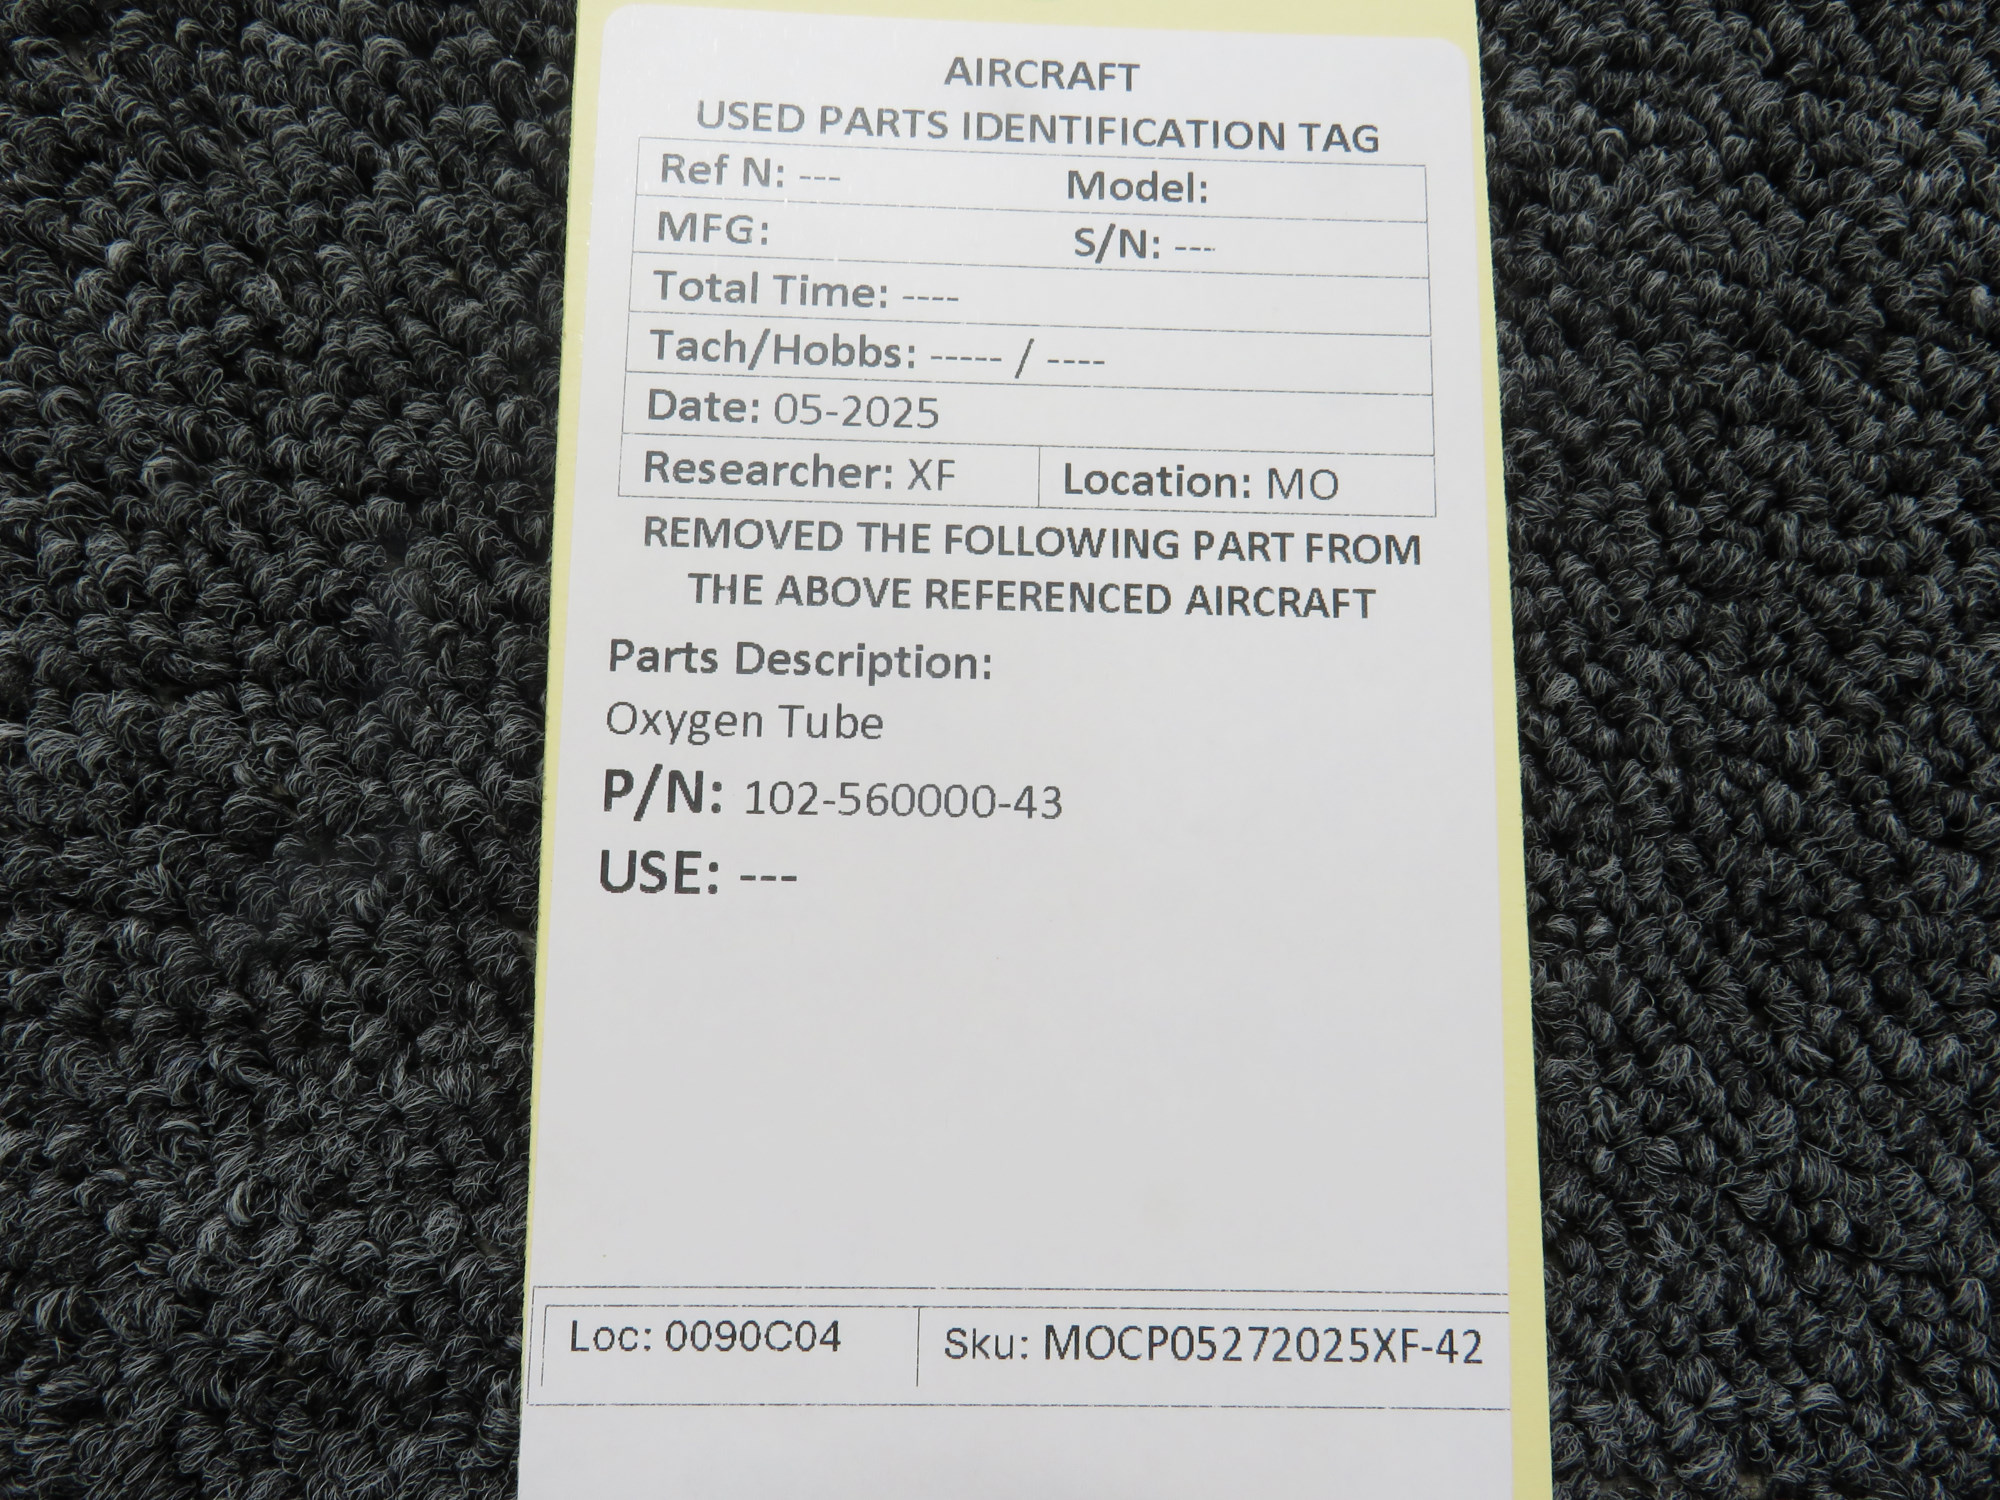 AIRCRAFT
USED PARTS IDENTIFICATION TAG
Ref N: --- Model:
MFG: S/N: ---
Total Time: ----
Tach/Hobbs: ----- / ----
Date: 05-2025
Researcher: XF Location: MO
REMOVED THE FOLLOWING PART FROM
THE ABOVE REFERENCED AIRCRAFT
Parts Description:
Oxygen Tube
P/N: 102-560000-43
USE: ---
Loc: 0090C04 Sku: MOCP05272025XF-42